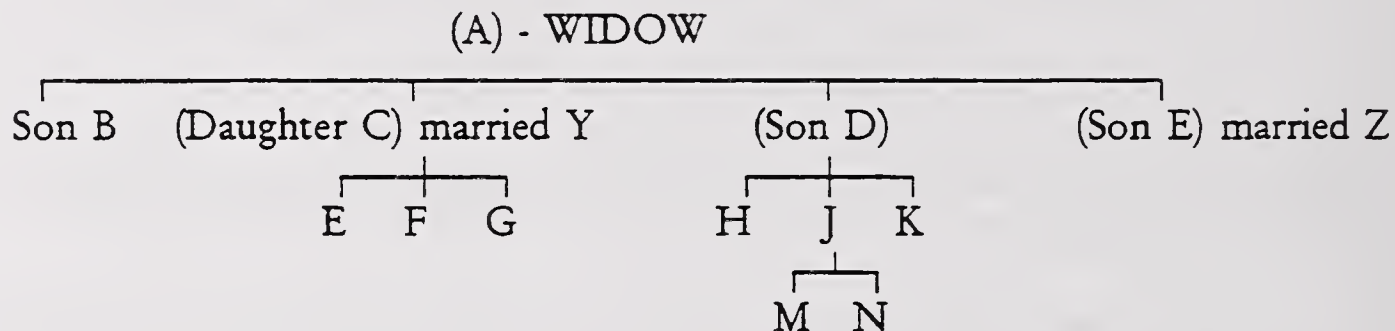 (A) - WIDOW
Son B (Daughter C) married Y (Son D) (Son E) married Z
E F G H J K
M N